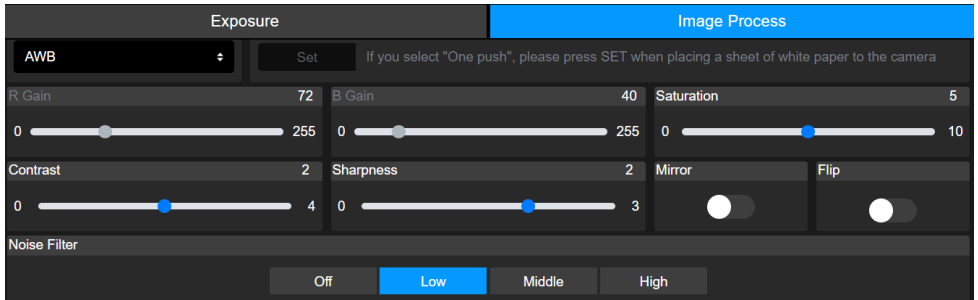 Exposure Image Process
AWB Set If you select "One push", please press SET when placing a sheet of white paper to the camera
R Gain 72 B Gain 40 Saturation 5
0 255 0 255 0 10
Contrast 2 Sharpness 2 Mirror Flip
0 4 0 3
Noise Filter
Off Low Middle High